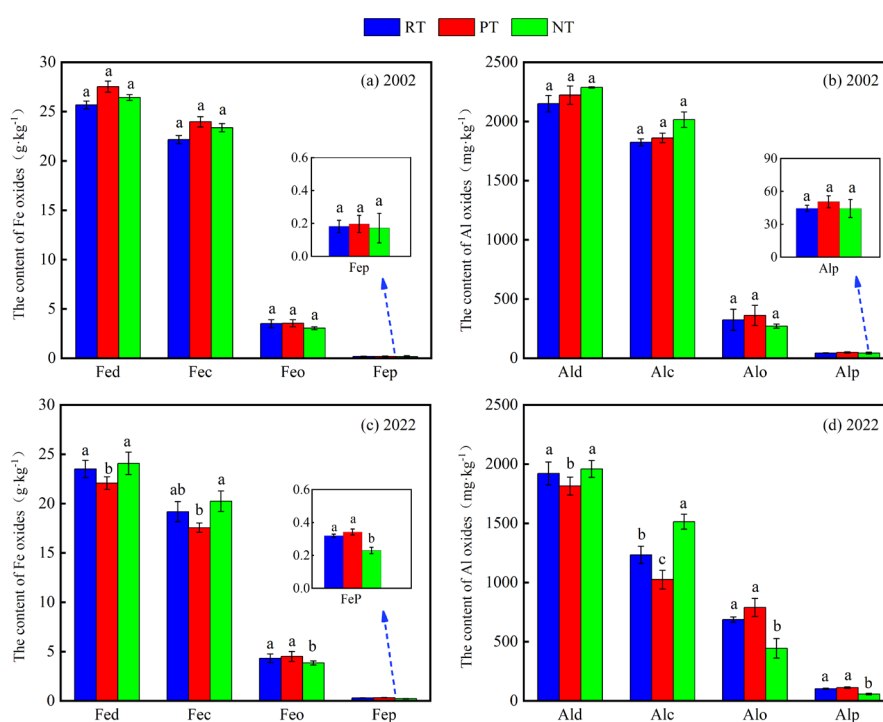 RT PT NT
(a) 2002
The content of Fe oxides（g·kg⁻¹）
30
25
20
15
10
5
0
a a a
a a a
a a a
0.6
0.4
0.2
0.0
a a a
Fep
Fed Fec Feo Fep
(b) 2002
The content of Al oxides（mg·kg⁻¹）
2500
2000
1500
1000
500
0
a a a
a a a
a a a
90
60
30
0
a a a
Alp
Ald Alc Alo Alp
(c) 2022
The content of Fe oxides（g·kg⁻¹）
30
25
20
15
10
5
0
a b a
ab b a
a a b
0.6
0.4
0.2
0.0
a a b
FeP
Fed Fec Feo Fep
(d) 2022
The content of Al oxides（mg·kg⁻¹）
2500
2000
1500
1000
500
0
a b a
b c a
a a b
a a b
Ald Alc Alo Alp